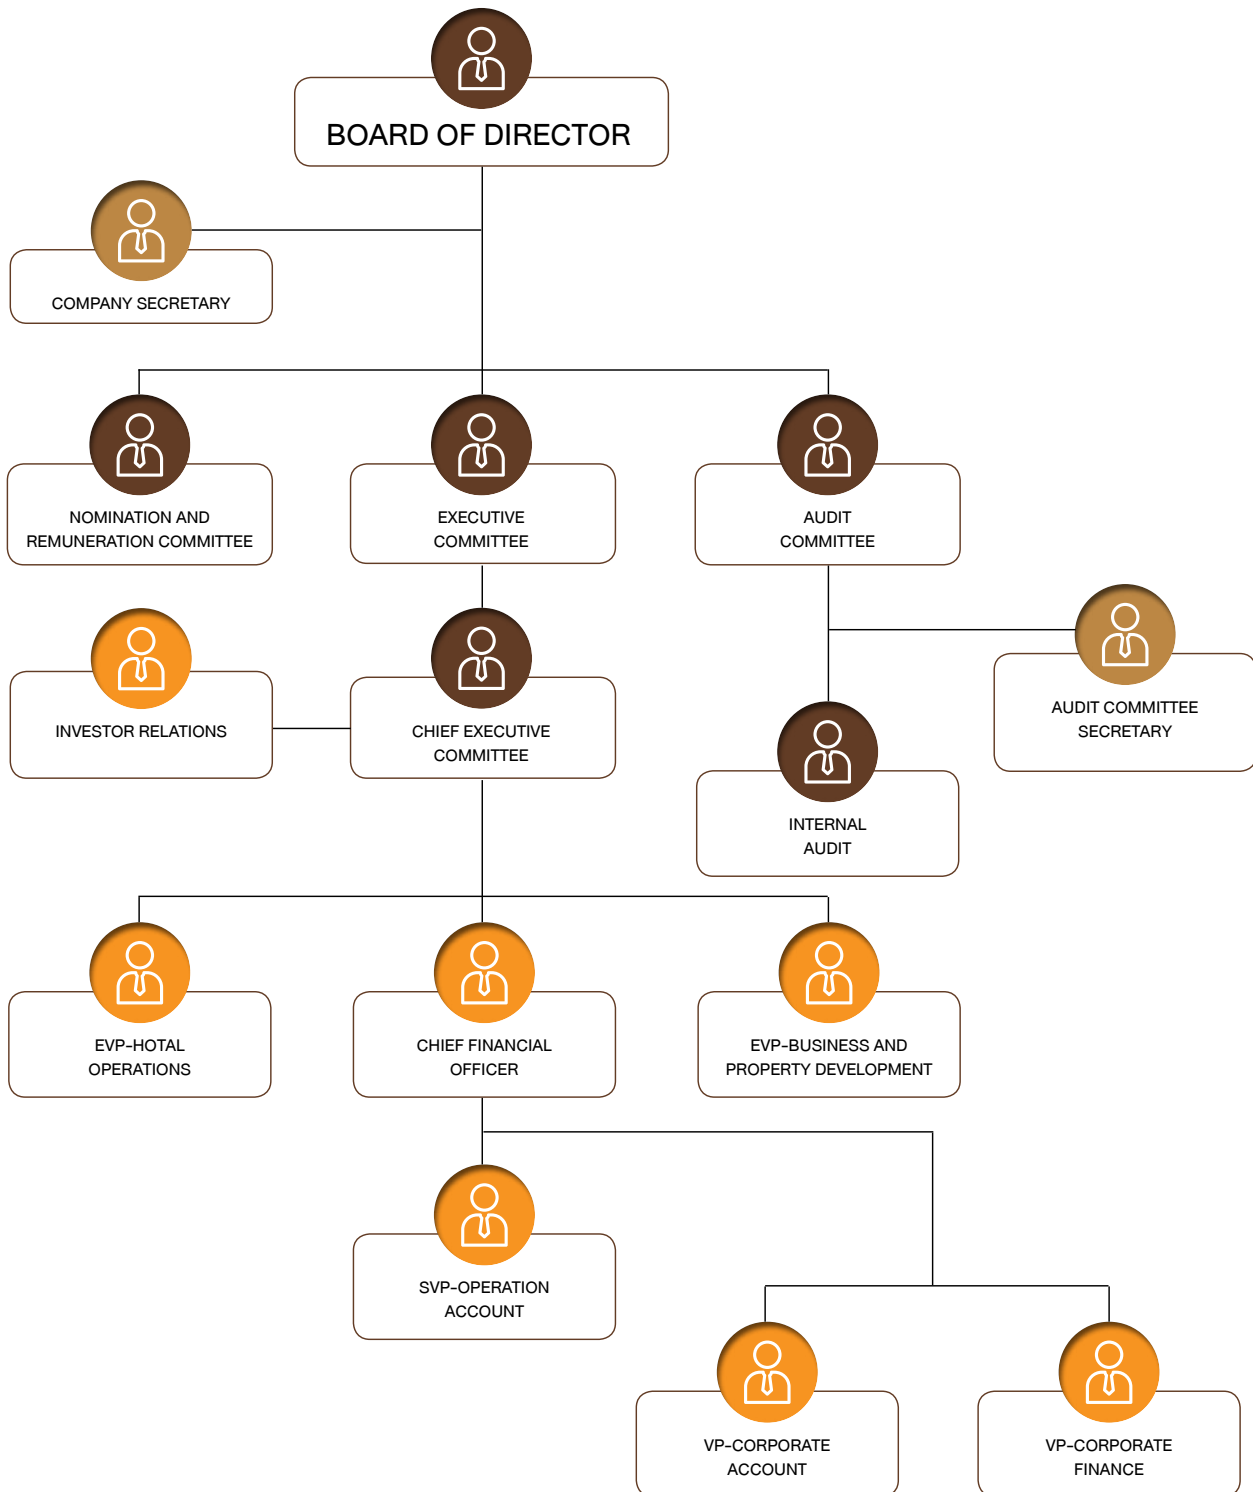 BOARD OF DIRECTOR
COMPANY SECRETARY
NOMINATION AND
REMUNERATION COMMITTEE
EXECUTIVE
COMMITTEE
AUDIT
COMMITTEE
INVESTOR RELATIONS
CHIEF EXECUTIVE
COMMITTEE
AUDIT COMMITTEE
SECRETARY
INTERNAL
AUDIT
EVP-HOTAL
OPERATIONS
CHIEF FINANCIAL
OFFICER
EVP-BUSINESS AND
PROPERTY DEVELOPMENT
SVP-OPERATION
ACCOUNT
VP-CORPORATE
ACCOUNT
VP-CORPORATE
FINANCE